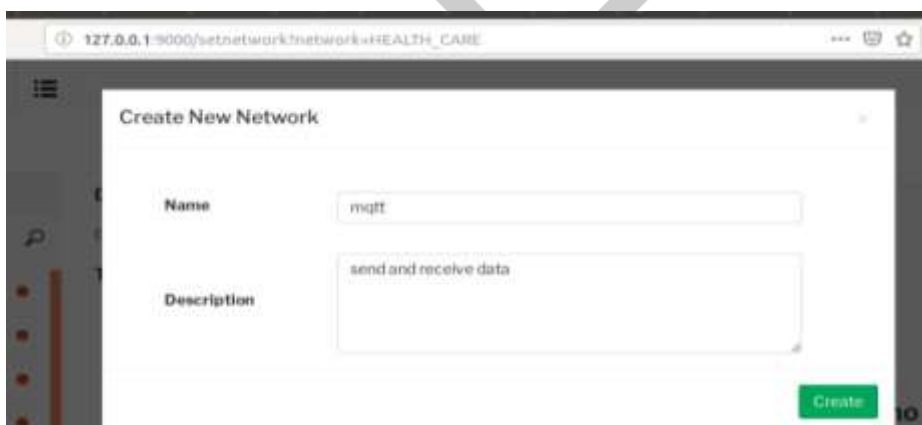 127.0.0.1:9000/setnetwork?network=HEALTH_CARE
Create New Network
Name
mqtt
Description
send and receive data
Create